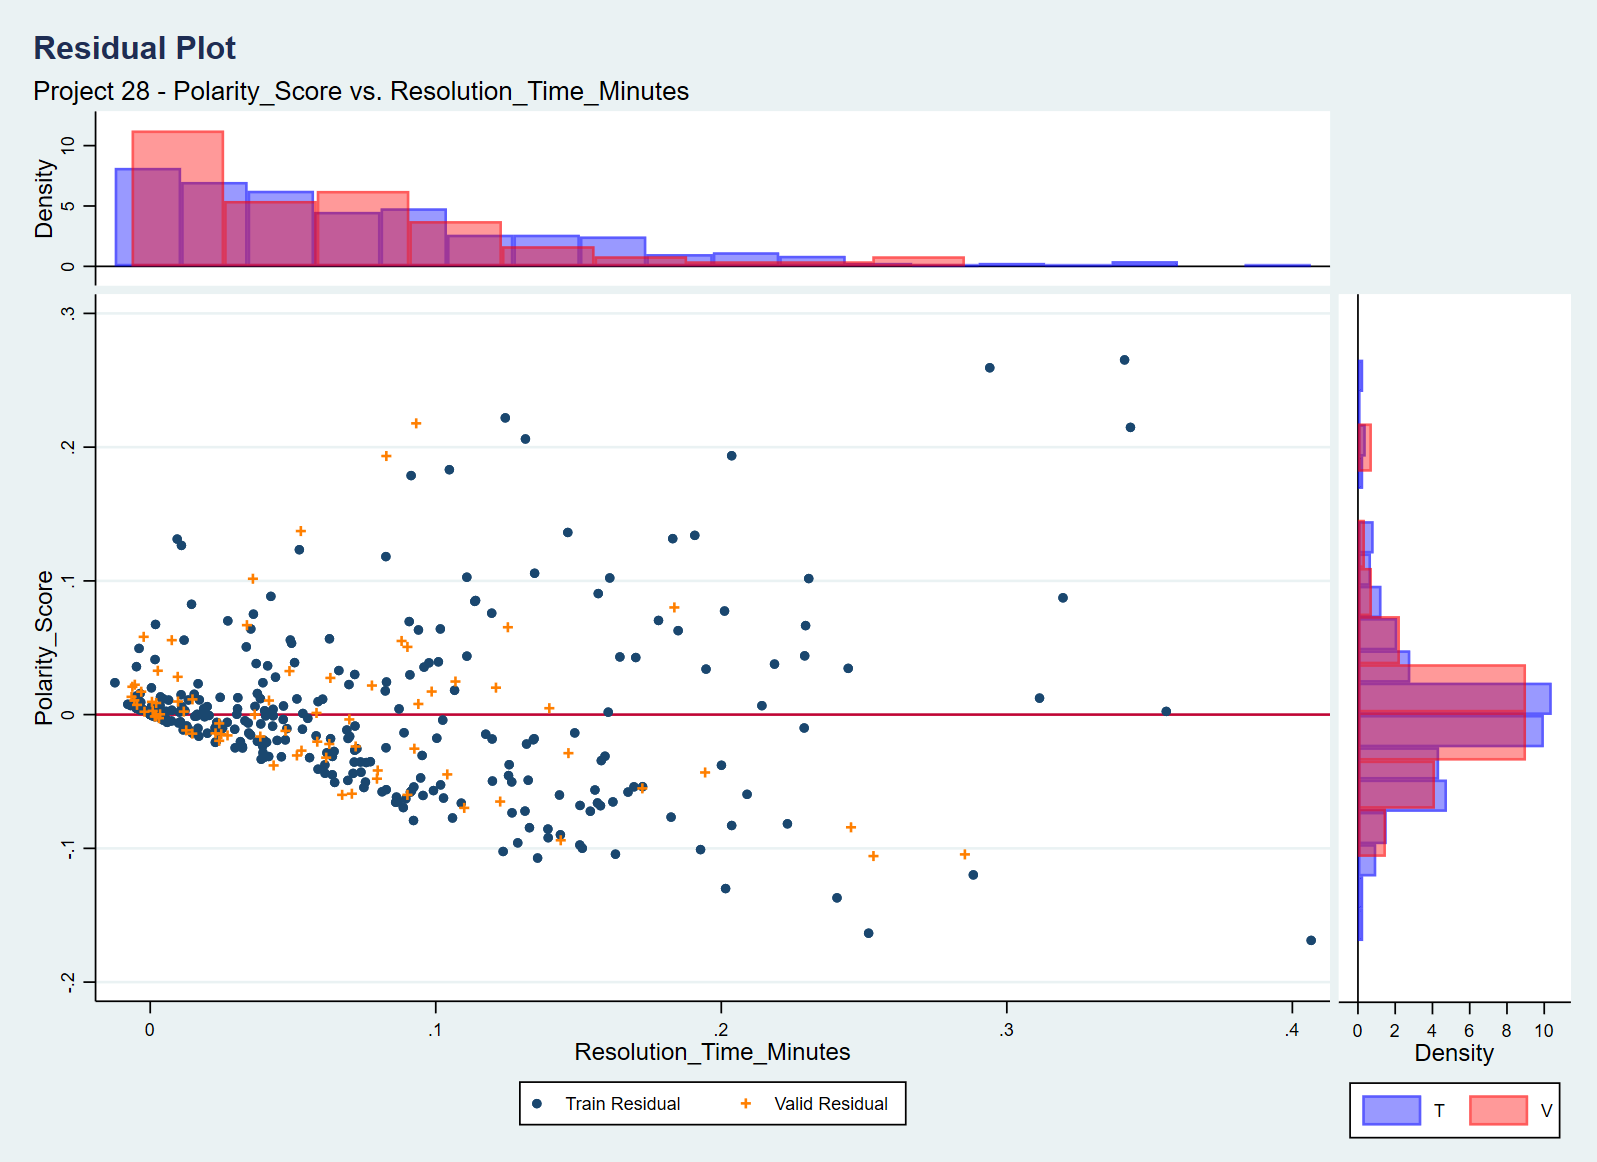 Residual Plot
Project 28 - Polarity_Score vs. Resolution_Time_Minutes
Density
10
5
0
Polarity_Score
.3
.2
.1
0
-.1
-.2
0 .1 .2 .3 .4
Resolution_Time_Minutes
0 2 4 6 8 10
Density
Train Residual Valid Residual
T V